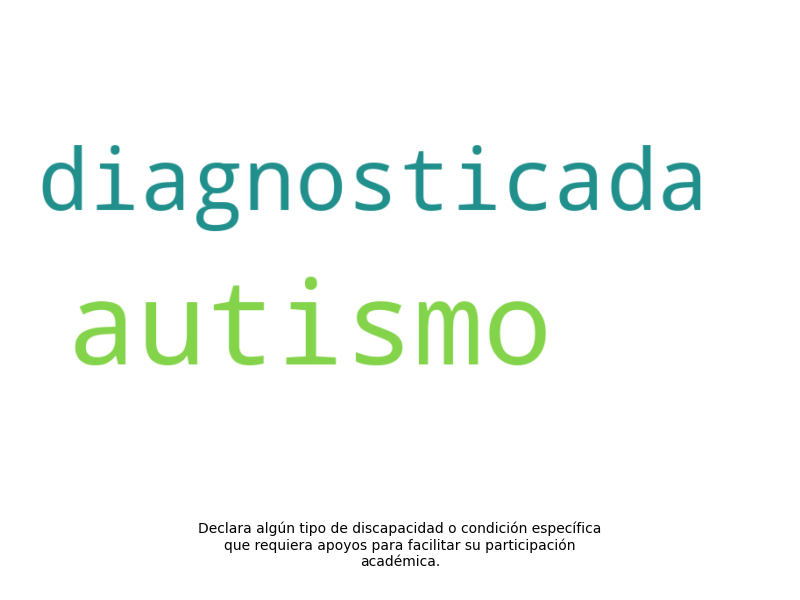 diagnosticada
autismo
Declara algún tipo de discapacidad o condición específica
que requiera apoyos para facilitar su participación
académica.